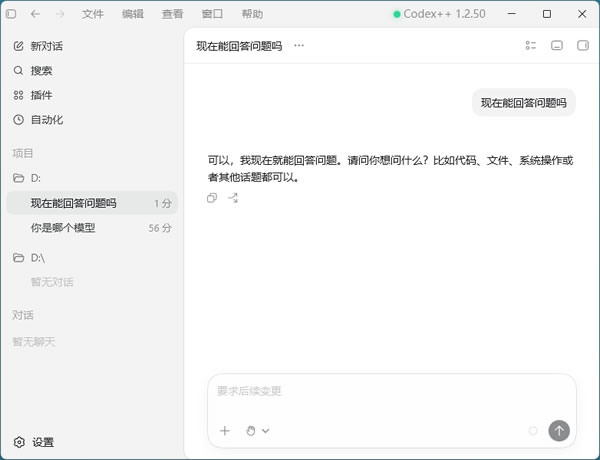 文件 编辑 查看 窗口 帮助 Codex++ 1.2.50
新对话
搜索
插件
自动化
项目
D:
现在能回答问题吗 1 分
你是哪个模型 56 分
D:\
暂无对话
对话
暂无聊天
设置
现在能回答问题吗 ···
现在能回答问题吗
可以，我现在就能回答问题。请问你想问什么？比如代码、文件、系统操作或
者其他话题都可以。
要求后续变更